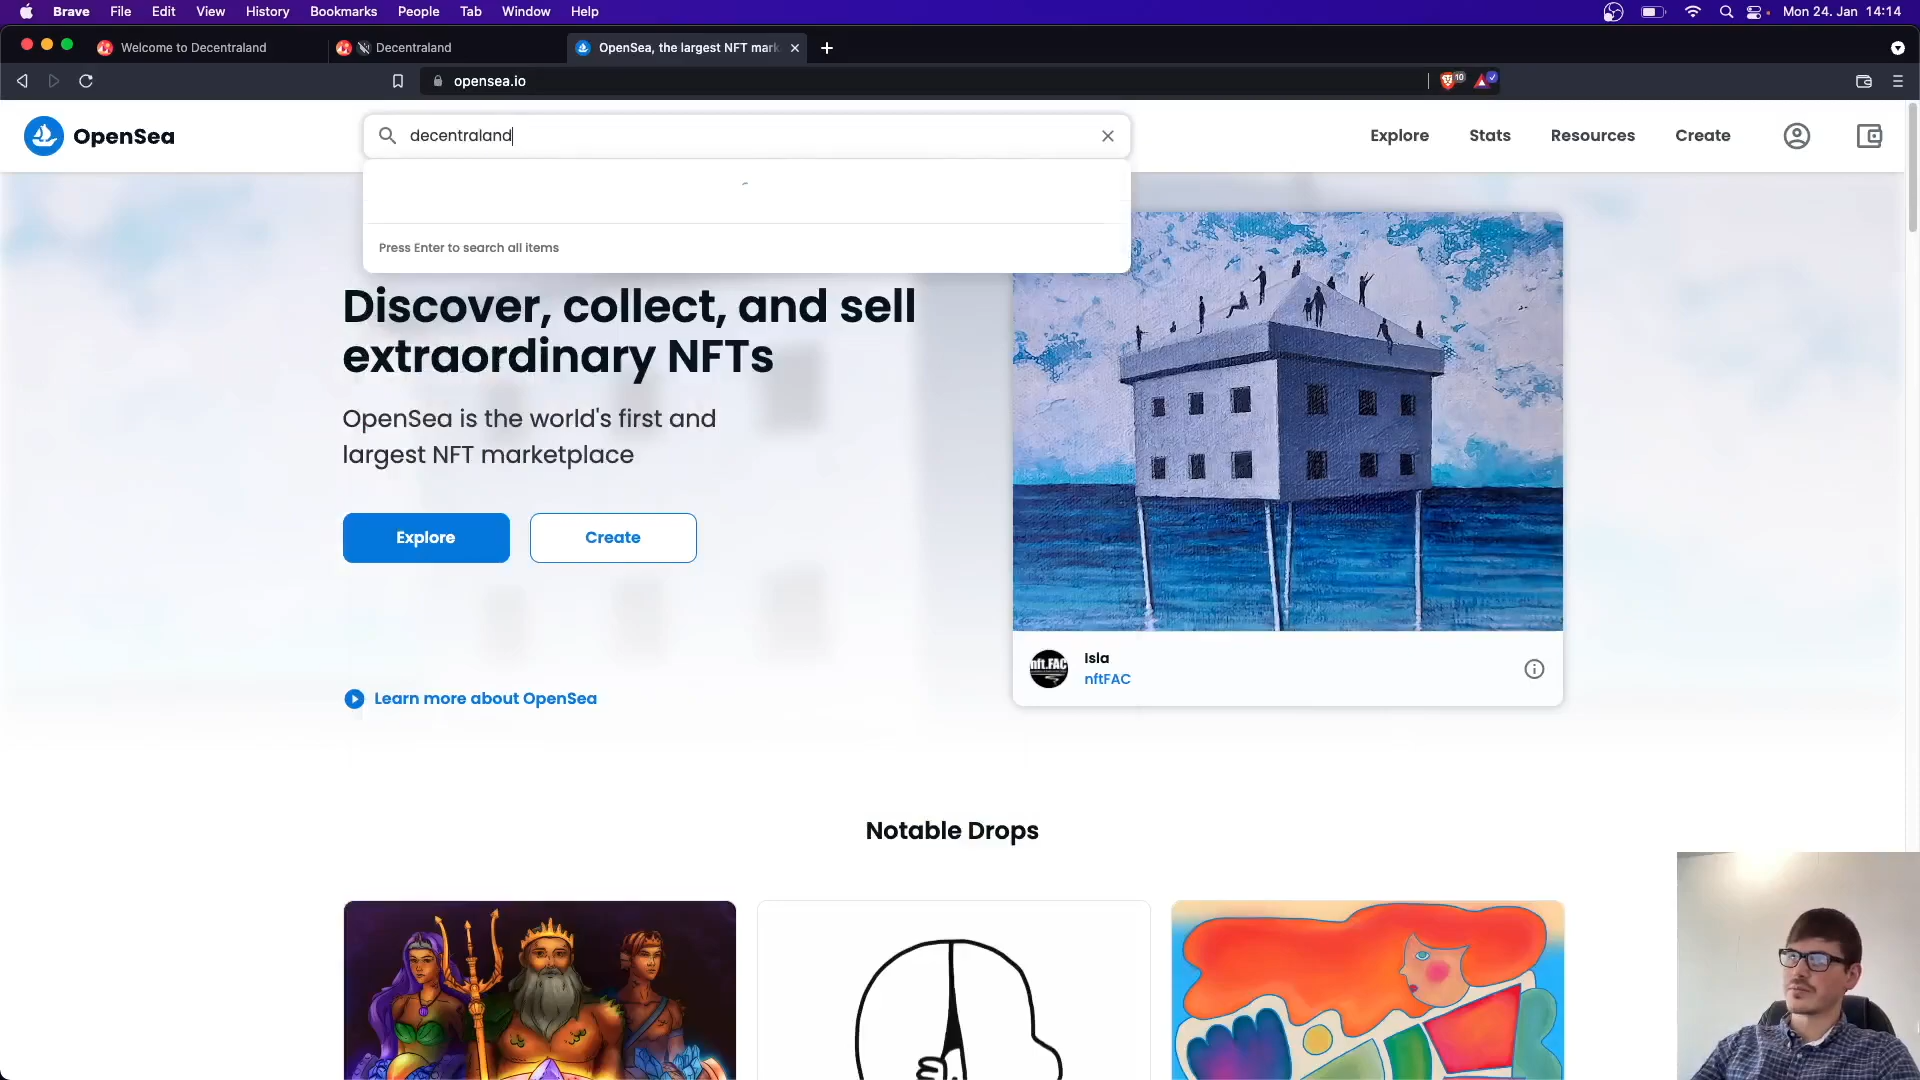 Brave File Edit View History Bookmarks People Tab Window Help Mon 24. Jan 14:14
Welcome to Decentraland Decentraland OpenSea, the largest NFT mark
opensea.io 10
OpenSea decentraland Explore Stats Resources Create
Press Enter to search all items
Discover, collect, and sell
extraordinary NFTs
OpenSea is the world's first and
largest NFT marketplace
Explore Create
Isla
nft.FAC
nftFAC
Learn more about OpenSea
Notable Drops